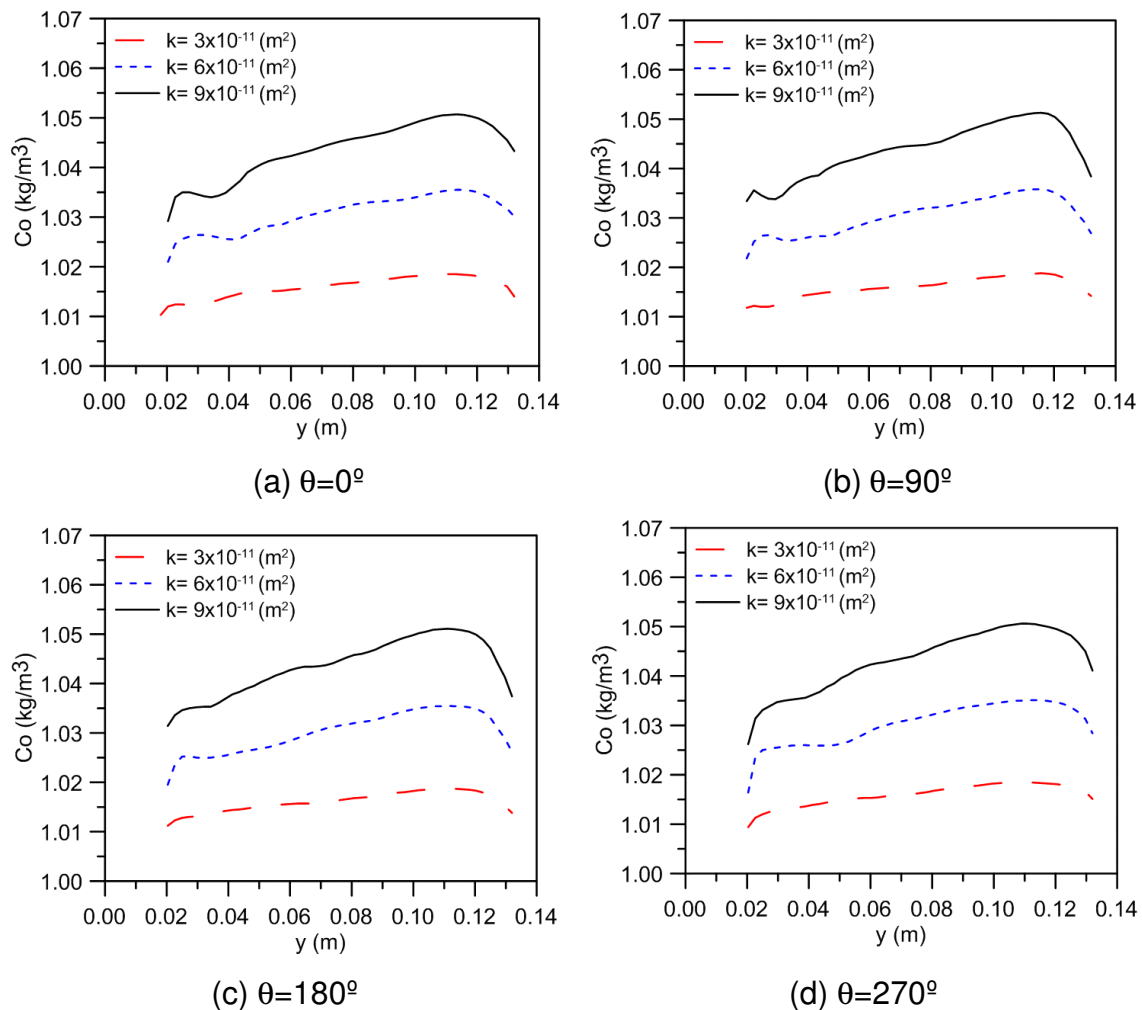 1.07
1.06
1.05
1.04
1.03
1.02
1.01
1.00
Co (kg/m3)
k= 3x10⁻¹¹ (m²)
k= 6x10⁻¹¹ (m²)
k= 9x10⁻¹¹ (m²)
0.00 0.02 0.04 0.06 0.08 0.10 0.12 0.14
y (m)
(a) θ=0º
1.07
1.06
1.05
1.04
1.03
1.02
1.01
1.00
Co (kg/m3)
k= 3x10⁻¹¹ (m²)
k= 6x10⁻¹¹ (m²)
k= 9x10⁻¹¹ (m²)
0.00 0.02 0.04 0.06 0.08 0.10 0.12 0.14
y (m)
(b) θ=90º
1.07
1.06
1.05
1.04
1.03
1.02
1.01
1.00
Co (kg/m3)
k= 3x10⁻¹¹ (m²)
k= 6x10⁻¹¹ (m²)
k= 9x10⁻¹¹ (m²)
0.00 0.02 0.04 0.06 0.08 0.10 0.12 0.14
y (m)
(c) θ=180º
1.07
1.06
1.05
1.04
1.03
1.02
1.01
1.00
Co (kg/m3)
k= 3x10⁻¹¹ (m²)
k= 6x10⁻¹¹ (m²)
k= 9x10⁻¹¹ (m²)
0.00 0.02 0.04 0.06 0.08 0.10 0.12 0.14
y (m)
(d) θ=270º